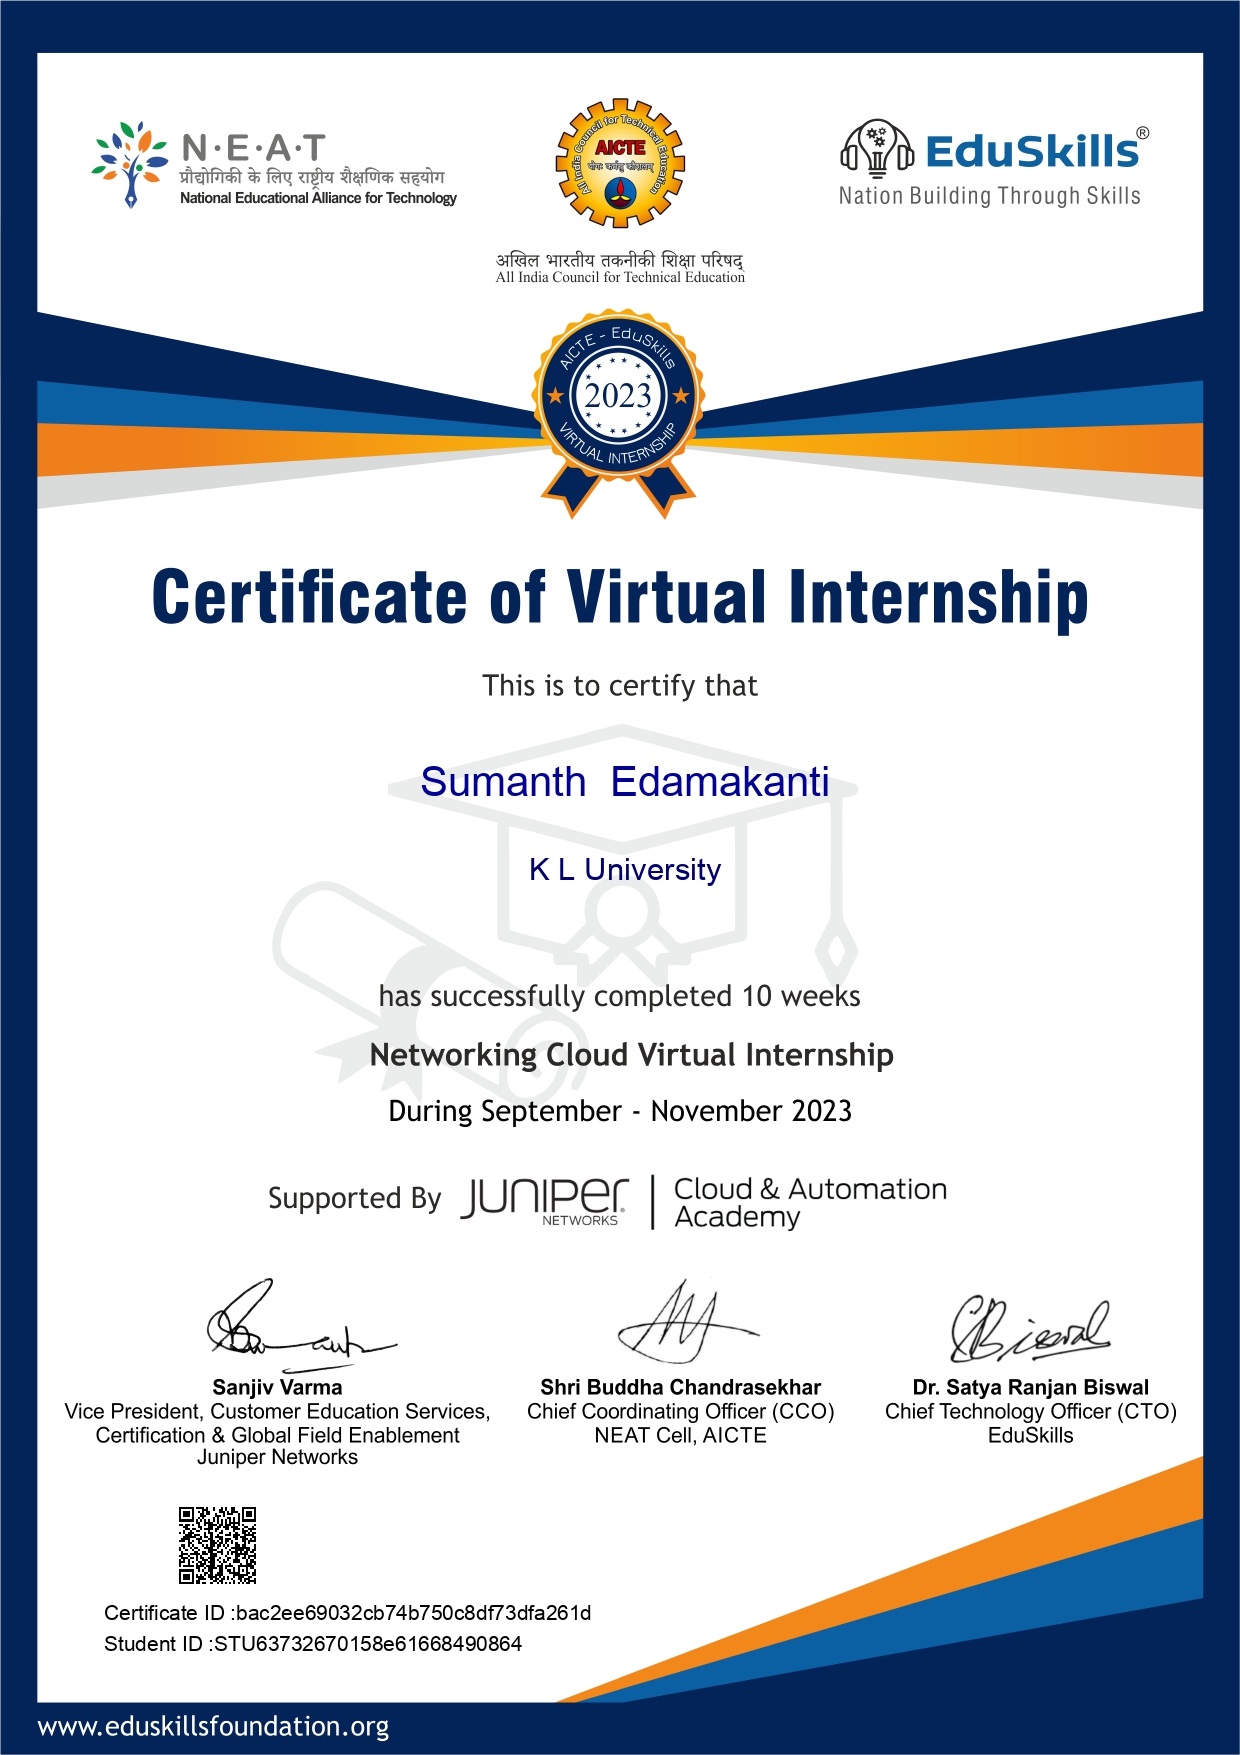 N·E·A·T
प्रौद्योगिकी के लिए राष्ट्रीय शैक्षणिक सहयोग
National Educational Alliance for Technology
All India Council for Technical Education
AICTE
योगः कर्मसु कौशलम्
EduSkills®
Nation Building Through Skills
अखिल भारतीय तकनीकी शिक्षा परिषद्
All India Council for Technical Education
AICTE - EduSkills
2023
VIRTUAL INTERNSHIP
Certificate of Virtual Internship
This is to certify that
Sumanth Edamakanti
K L University
has successfully completed 10 weeks
Networking Cloud Virtual Internship
During September - November 2023
Supported By
JUNIPer
NETWORKS
Cloud & Automation
Academy
Sanjiv Varma
Vice President, Customer Education Services,
Certification & Global Field Enablement
Juniper Networks
Shri Buddha Chandrasekhar
Chief Coordinating Officer (CCO)
NEAT Cell, AICTE
Biswal
Dr. Satya Ranjan Biswal
Chief Technology Officer (CTO)
EduSkills
Certificate ID :bac2ee69032cb74b750c8df73dfa261d
Student ID :STU63732670158e61668490864
www.eduskillsfoundation.org